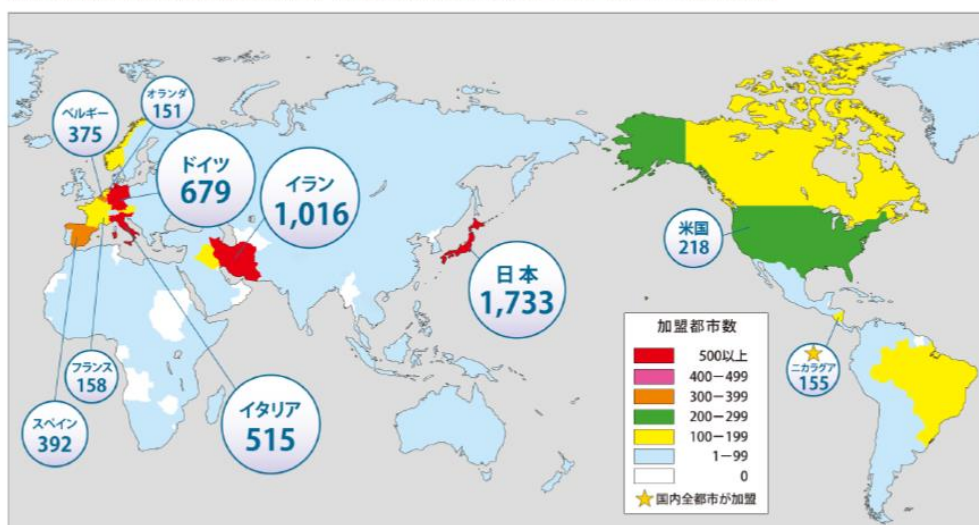 ベルギー
375
オランダ
151
ドイツ
679
イラン
1,016
日本
1,733
米国
218
ニカラグア
155
フランス
158
スペイン
392
イタリア
515
加盟都市数
500以上
400－499
300－399
200－299
100－199
1－99
0
国内全都市が加盟